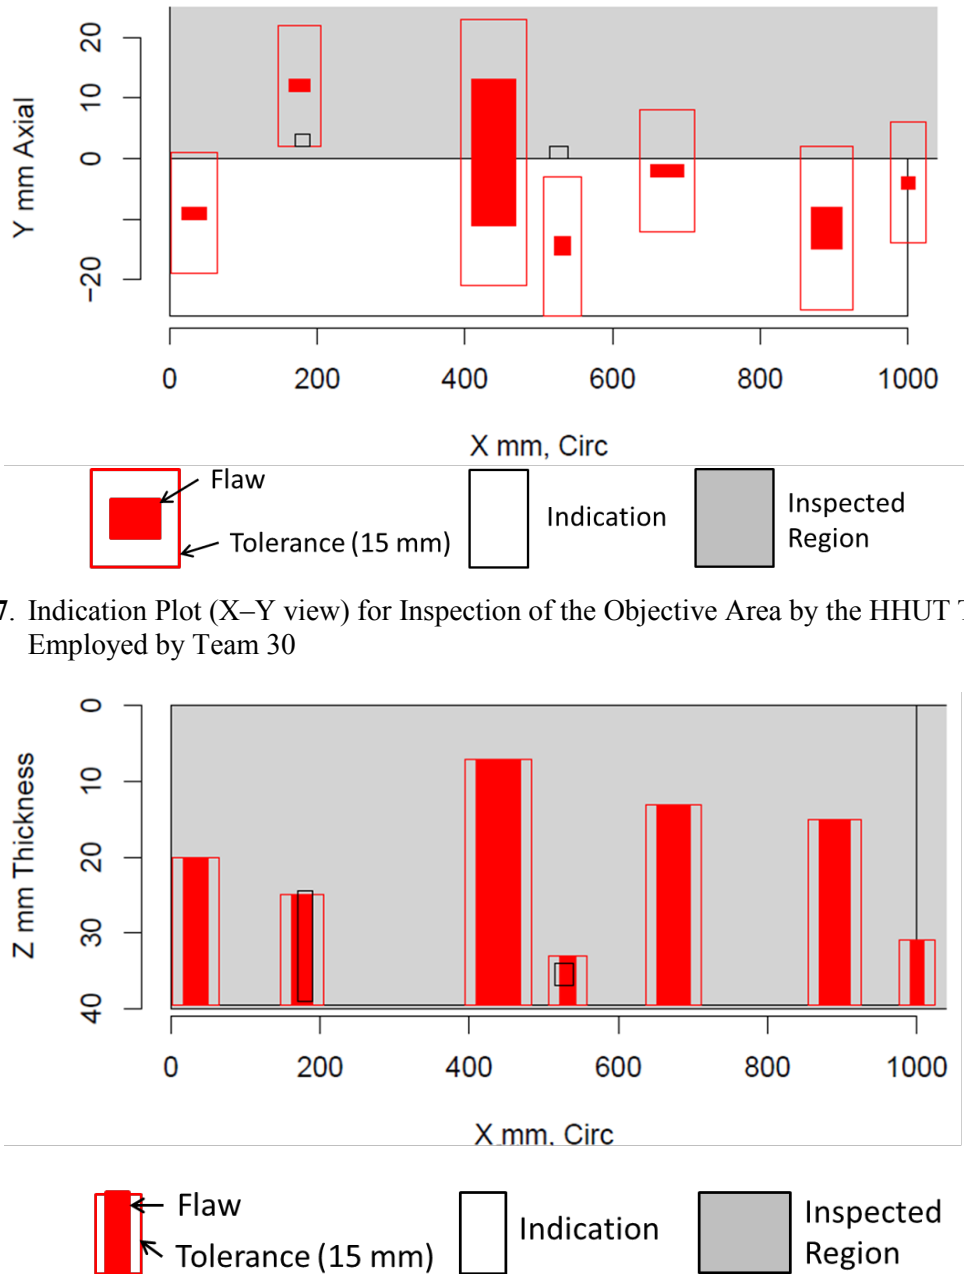 20
10
0
−20
Y mm Axial
0 200 400 600 800 1000
X mm, Circ
Flaw
Tolerance (15 mm)
Indication
Inspected
Region
7. Indication Plot (X–Y view) for Inspection of the Objective Area by the HHUT
Employed by Team 30
0
10
20
30
40
Z mm Thickness
0 200 400 600 800 1000
X mm, Circ
Flaw
Tolerance (15 mm)
Indication
Inspected
Region